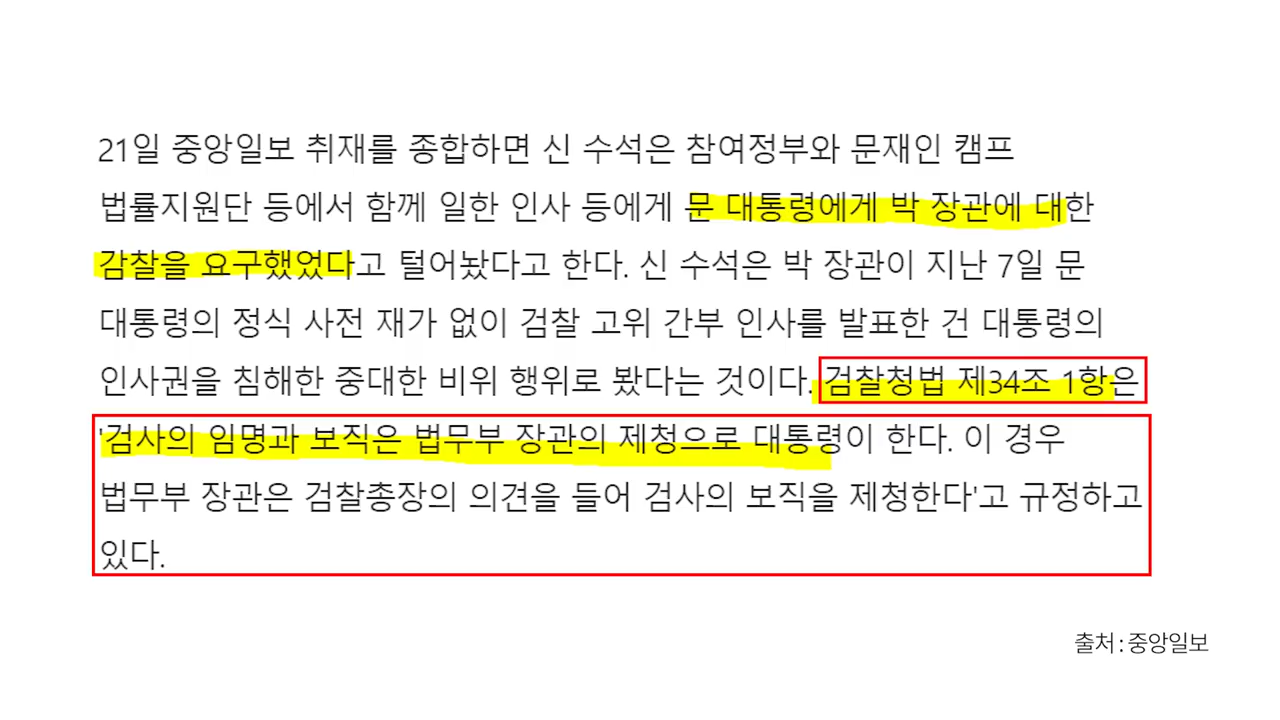 21일 중앙일보 취재를 종합하면 신 수석은 참여정부와 문재인 캠프
법률지원단 등에서 함께 일한 인사 등에게 문 대통령에게 박 장관에 대한
감찰을 요구했었다고 털어놨다고 한다. 신 수석은 박 장관이 지난 7일 문
대통령의 정식 사전 재가 없이 검찰 고위 간부 인사를 발표한 건 대통령의
인사권을 침해한 중대한 비위 행위로 봤다는 것이다. 검찰청법 제34조 1항은
'검사의 임명과 보직은 법무부 장관의 제청으로 대통령이 한다. 이 경우
법무부 장관은 검찰총장의 의견을 들어 검사의 보직을 제청한다'고 규정하고
있다.
출처 : 중앙일보